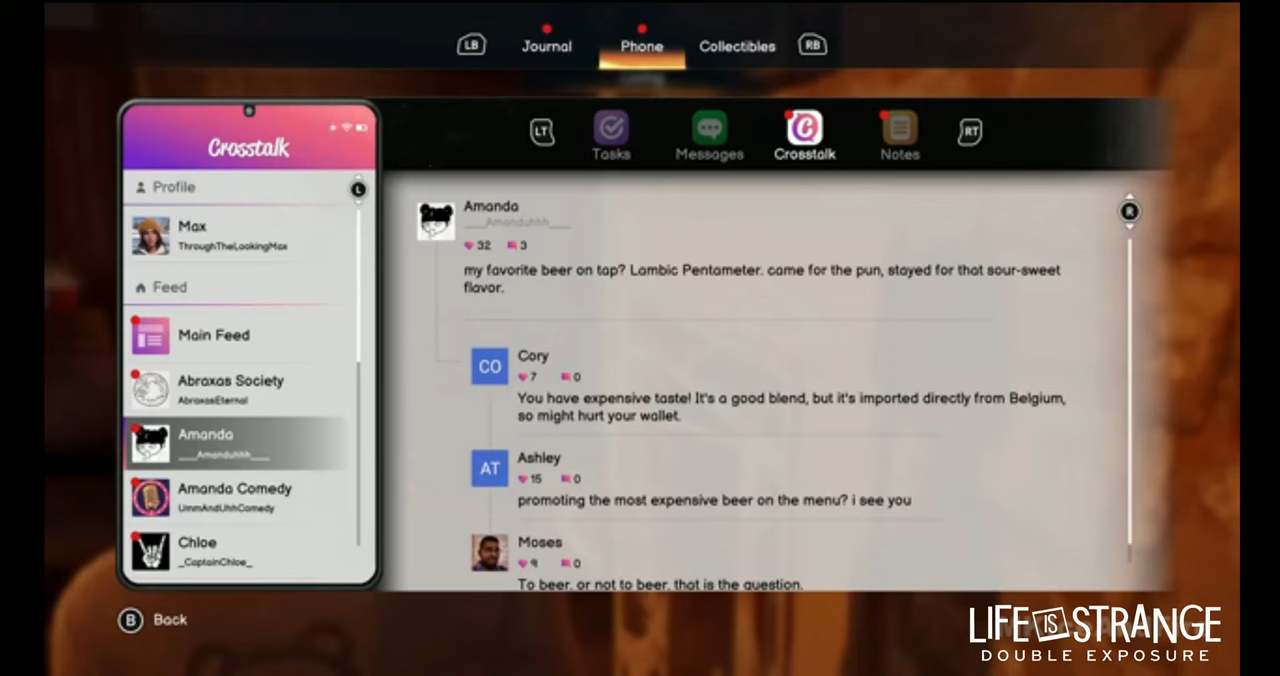 LB Journal Phone Collectibles RB
Crosstalk
LT Tasks Messages Crosstalk Notes RT
Profile
L
Max
ThroughTheLookingMax
Feed
Main Feed
Abraxas Society
AbraxasEternal
Amanda
___Amanduhhh___
Amanda Comedy
UmmAndUhhComedy
Chloe
_CaptainChloe_
Amanda
___Amanduhhh___
R
32 3
my favorite beer on tap? Lambic Pentameter. came for the pun, stayed for that sour-sweet
flavor.
CO
Cory
7 0
You have expensive taste! It's a good blend, but it's imported directly from Belgium,
so might hurt your wallet.
AT
Ashley
15 0
promoting the most expensive beer on the menu? i see you
Moses
9 0
To beer, or not to beer, that is the question.
B Back
LIFE IS STRANGE
DOUBLE EXPOSURE